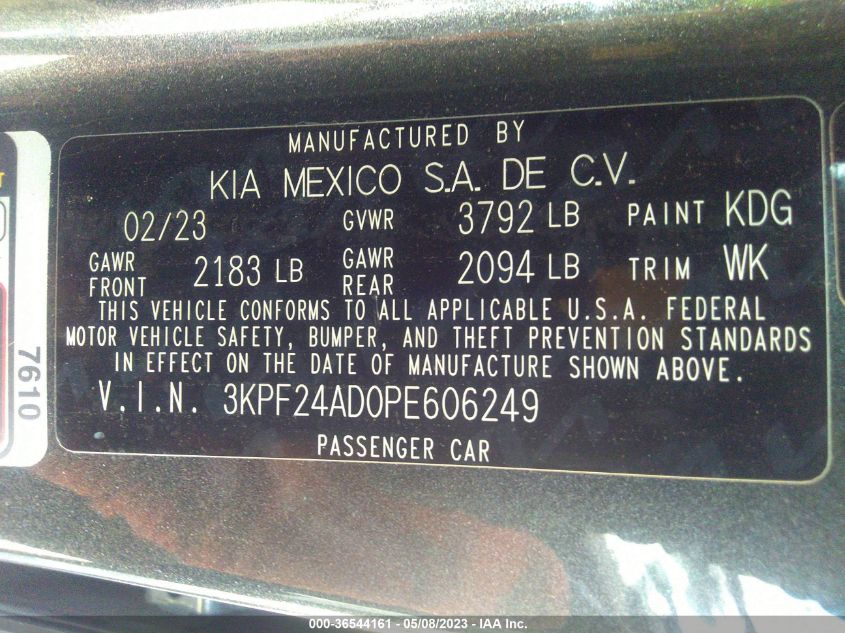 MANUFACTURED BY
KIA MEXICO S.A. DE C.V.
02/23 GVWR 3792 LB PAINT KDG
GAWR FRONT 2183 LB GAWR REAR 2094 LB TRIM WK
THIS VEHICLE CONFORMS TO ALL APPLICABLE U.S.A. FEDERAL
MOTOR VEHICLE SAFETY, BUMPER, AND THEFT PREVENTION STANDARDS
IN EFFECT ON THE DATE OF MANUFACTURE SHOWN ABOVE.
V.I.N. 3KPF24AD0PE606249
PASSENGER CAR
7610
000-36544161 - 05/08/2023 - IAA Inc.